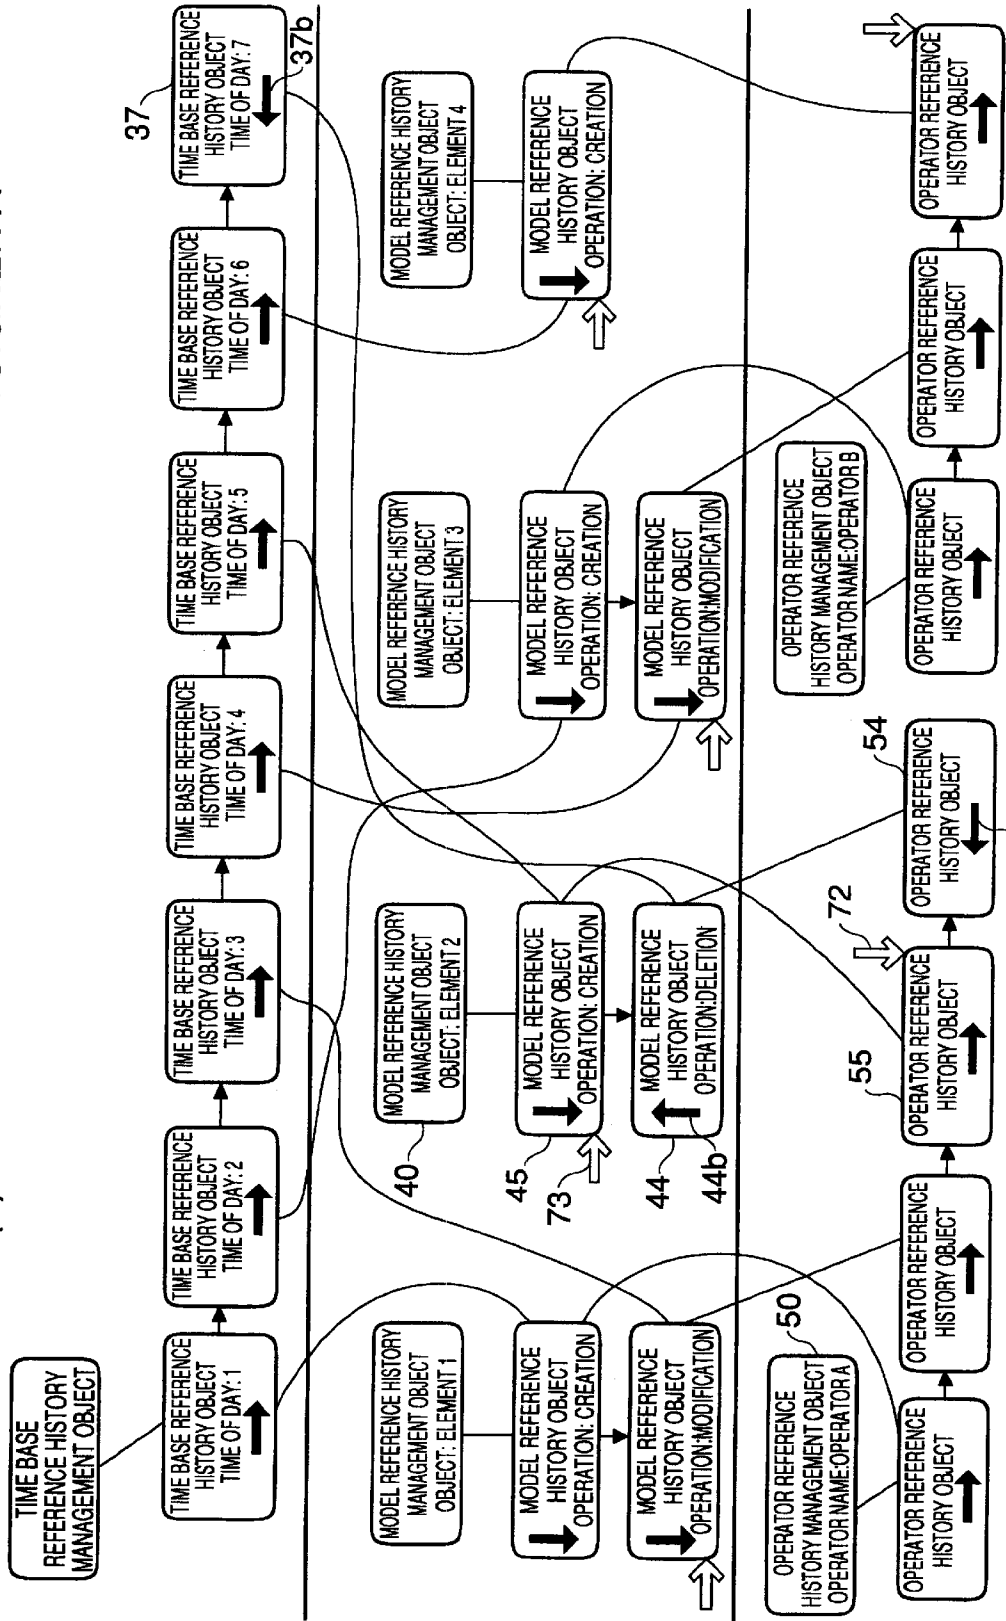 TIME BASE
REFERENCE HISTORY
MANAGEMENT OBJECT
TIME BASE REFERENCE
HISTORY OBJECT
TIME OF DAY: 1
TIME BASE REFERENCE
HISTORY OBJECT
TIME OF DAY: 2
TIME BASE REFERENCE
HISTORY OBJECT
TIME OF DAY: 3
TIME BASE REFERENCE
HISTORY OBJECT
TIME OF DAY: 4
TIME BASE REFERENCE
HISTORY OBJECT
TIME OF DAY: 5
TIME BASE REFERENCE
HISTORY OBJECT
TIME OF DAY: 6
37
TIME BASE REFERENCE
HISTORY OBJECT
TIME OF DAY: 7
37b
MODEL REFERENCE HISTORY
MANAGEMENT OBJECT
OBJECT: ELEMENT 1
MODEL REFERENCE
HISTORY OBJECT
OPERATION: CREATION
MODEL REFERENCE
HISTORY OBJECT
OPERATION:MODIFICATION
40
MODEL REFERENCE HISTORY
MANAGEMENT OBJECT
OBJECT: ELEMENT 2
45
MODEL REFERENCE
HISTORY OBJECT
OPERATION: CREATION
73
44
MODEL REFERENCE
HISTORY OBJECT
OPERATION:DELETION
44b
MODEL REFERENCE HISTORY
MANAGEMENT OBJECT
OBJECT: ELEMENT 3
MODEL REFERENCE
HISTORY OBJECT
OPERATION: CREATION
MODEL REFERENCE
HISTORY OBJECT
OPERATION:MODIFICATION
MODEL REFERENCE HISTORY
MANAGEMENT OBJECT
OBJECT: ELEMENT 4
MODEL REFERENCE
HISTORY OBJECT
OPERATION: CREATION
50
OPERATOR REFERENCE
HISTORY MANAGEMENT OBJECT
OPERATOR NAME:OPERATOR A
OPERATOR REFERENCE
HISTORY OBJECT
OPERATOR REFERENCE
HISTORY OBJECT
55
OPERATOR REFERENCE
HISTORY OBJECT
72
54
OPERATOR REFERENCE
HISTORY OBJECT
OPERATOR REFERENCE
HISTORY MANAGEMENT OBJECT
OPERATOR NAME:OPERATOR B
OPERATOR REFERENCE
HISTORY OBJECT
OPERATOR REFERENCE
HISTORY OBJECT
OPERATOR REFERENCE
HISTORY OBJECT